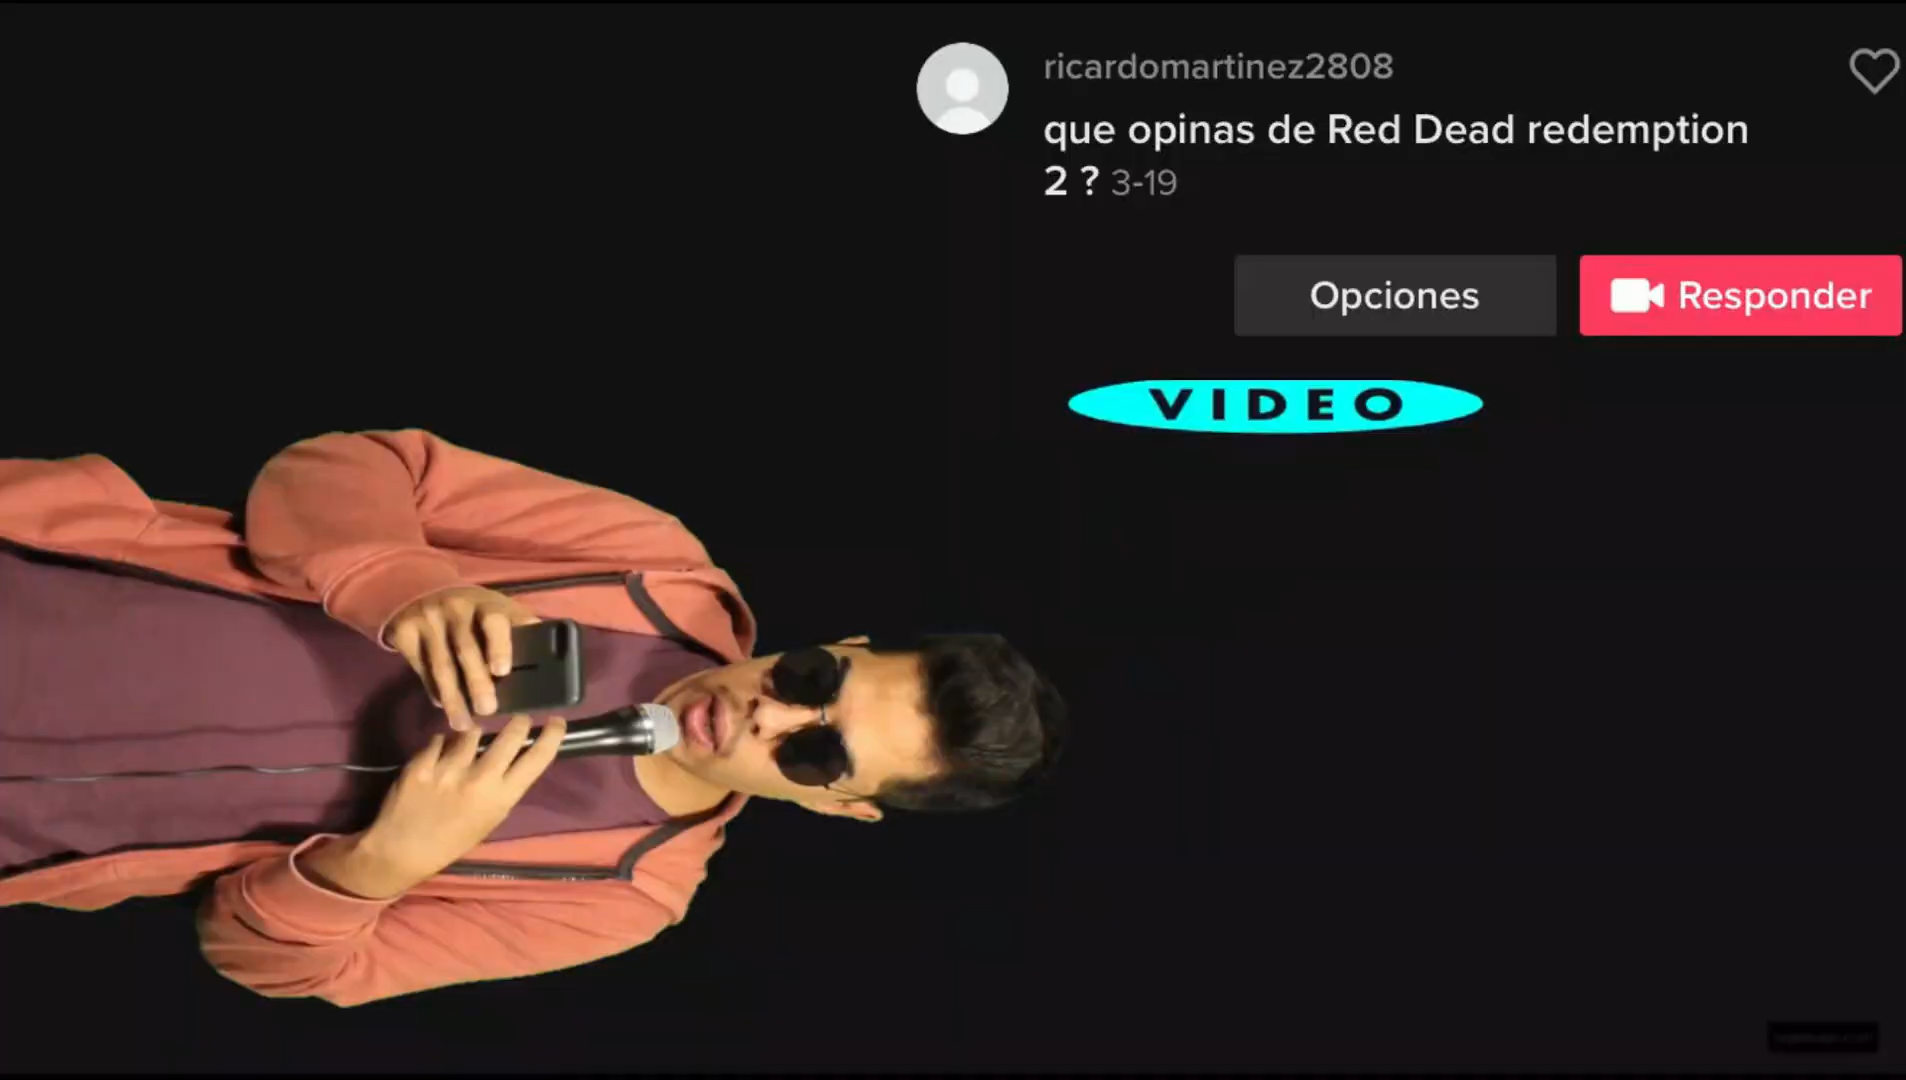 ricardomartinez2808
que opinas de Red Dead redemption
2 ? 3-19
Opciones
Responder
VIDEO